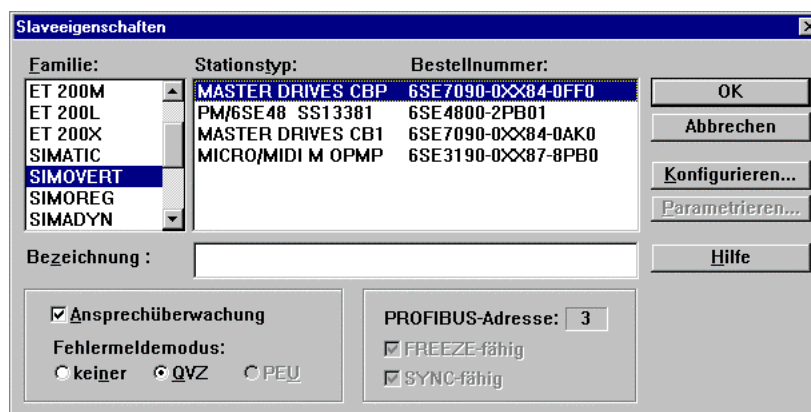 Slaveeigenschaften
Familie: Stationstyp: Bestellnummer:
ET 200M
ET 200L
ET 200X
SIMATIC
SIMOVERT
SIMOREG
SIMADYN
MASTER DRIVES CBP 6SE7090-0XX84-0FF0
PM/6SE48 SS13381 6SE4800-2PB01
MASTER DRIVES CB1 6SE7090-0XX84-0AK0
MICRO/MIDI M OPMP 6SE3190-0XX87-8PB0
OK
Abbrechen
Konfigurieren...
Parametrieren...
Hilfe
Bezeichnung :
Ansprechüberwachung
Fehlermeldemodus:
keiner QVZ PEU
PROFIBUS-Adresse: 3
FREEZE-fähig
SYNC-fähig